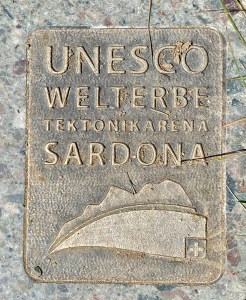 UNESCO
WELTERBE
TEKTONIKARENA
SARDONA